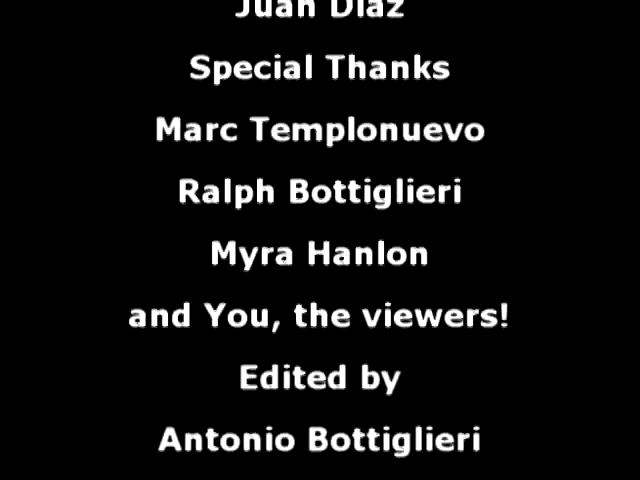 Juan Diaz
Special Thanks
Marc Templonuevo
Ralph Bottiglieri
Myra Hanlon
and You, the viewers!
Edited by
Antonio Bottiglieri